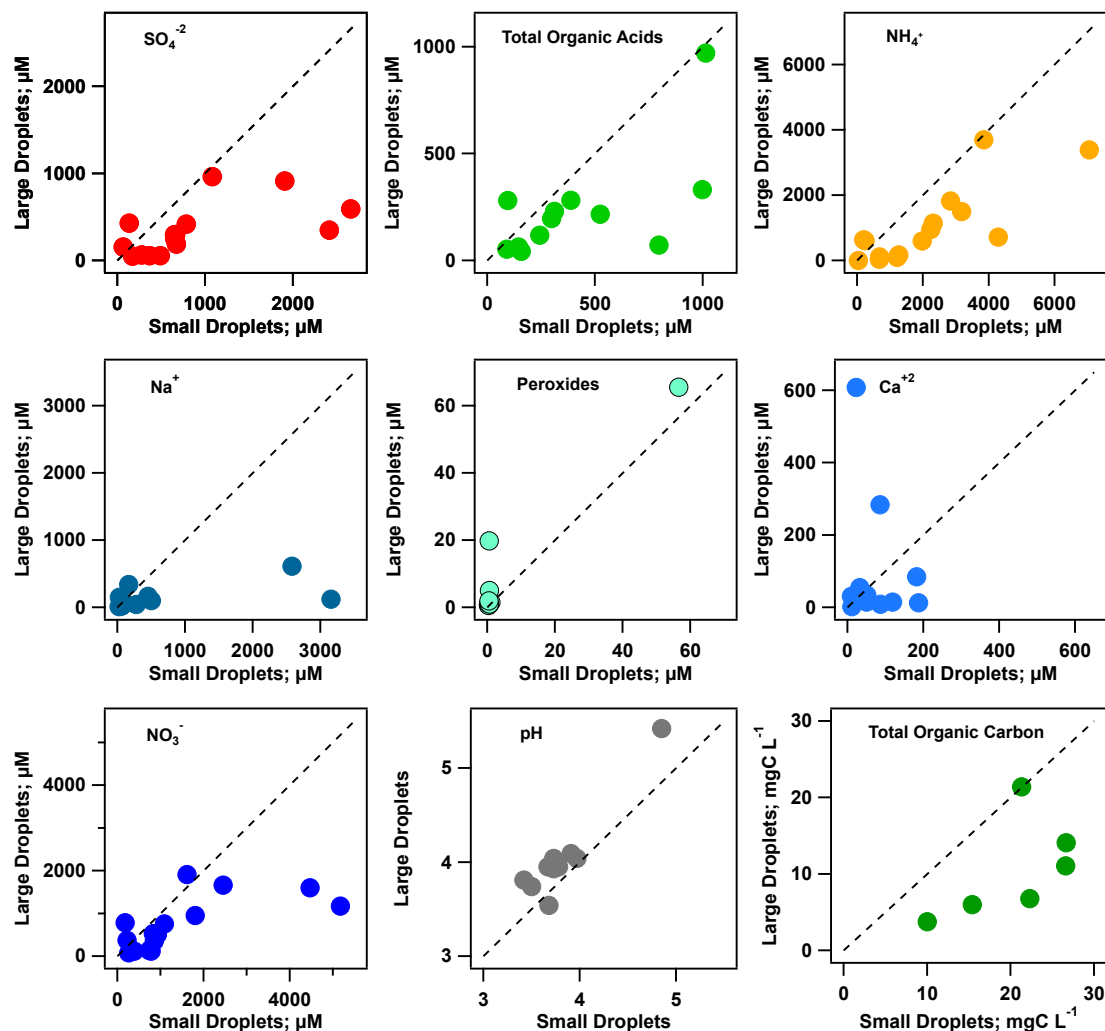 SO₄⁻²
Large Droplets; µM
2000
1000
0
0
1000
2000
Small Droplets; µM
Total Organic Acids
Large Droplets; µM
1000
500
0
0
500
1000
Small Droplets; µM
NH₄⁺
Large Droplets; µM
6000
4000
2000
0
0
2000
4000
6000
Small Droplets; µM
Na⁺
Large Droplets; µM
3000
2000
1000
0
0
1000
2000
3000
Small Droplets; µM
Peroxides
Large Droplets; µM
60
40
20
0
0
20
40
60
Small Droplets; µM
Ca⁺²
Large Droplets; µM
600
400
200
0
0
200
400
600
Small Droplets; µM
NO₃⁻
Large Droplets; µM
4000
2000
0
0
2000
4000
Small Droplets; µM
pH
Large Droplets
5
4
3
3
4
5
Small Droplets
Total Organic Carbon
Large Droplets; mgC L⁻¹
30
20
10
0
0
10
20
30
Small Droplets; mgC L⁻¹